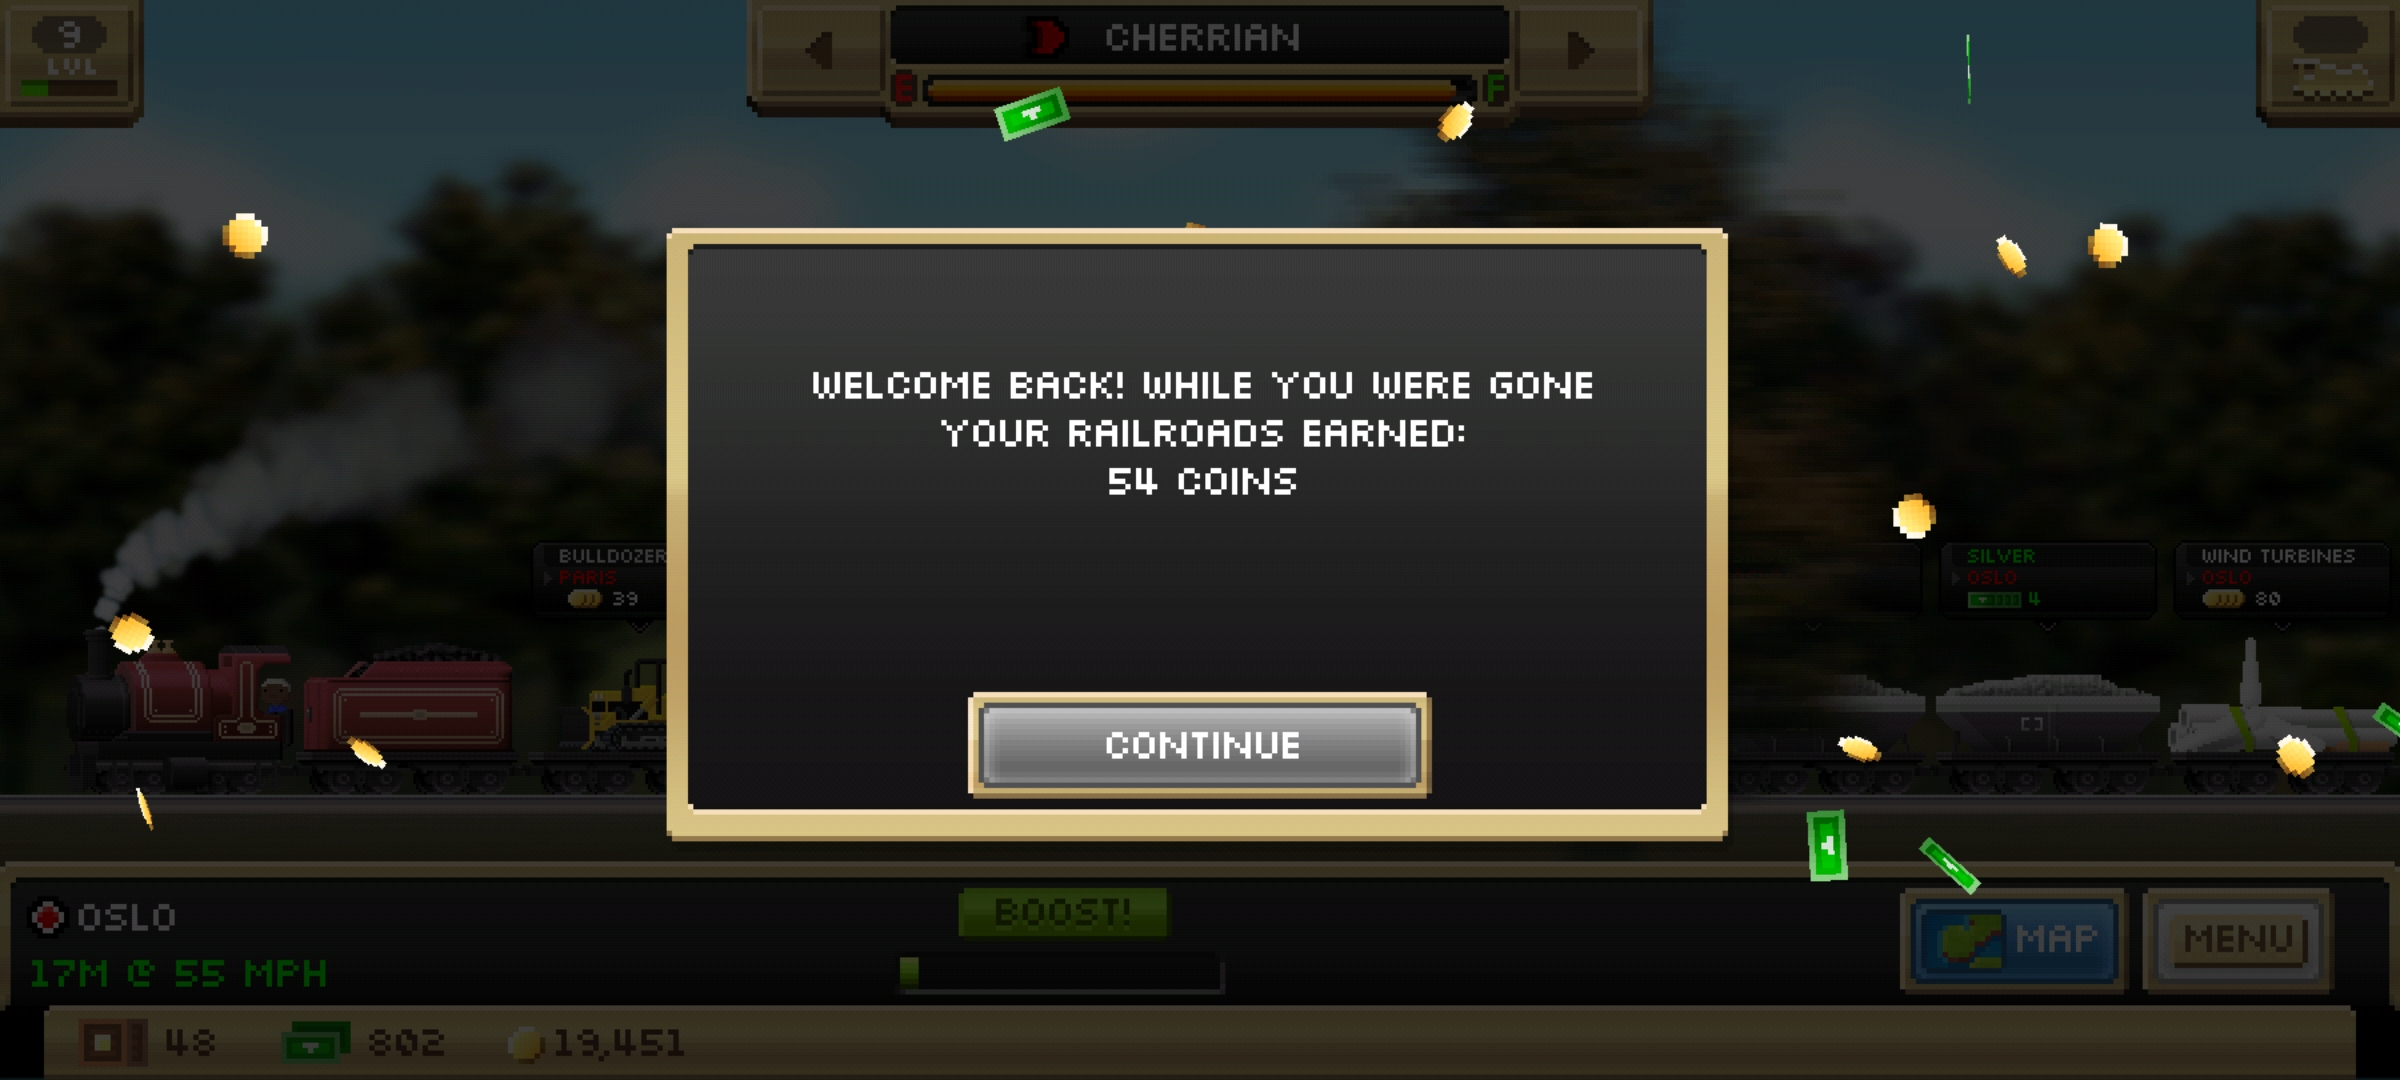 9
LVL
CHERRIAN
E F
WELCOME BACK! WHILE YOU WERE GONE
YOUR RAILROADS EARNED:
54 COINS
CONTINUE
BULLDOZER
PARIS
39
SILVER
OSLO
4
WIND TURBINES
OSLO
80
OSLO
17M @ 55 MPH
BOOST!
MAP
MENU
48
802
19,451